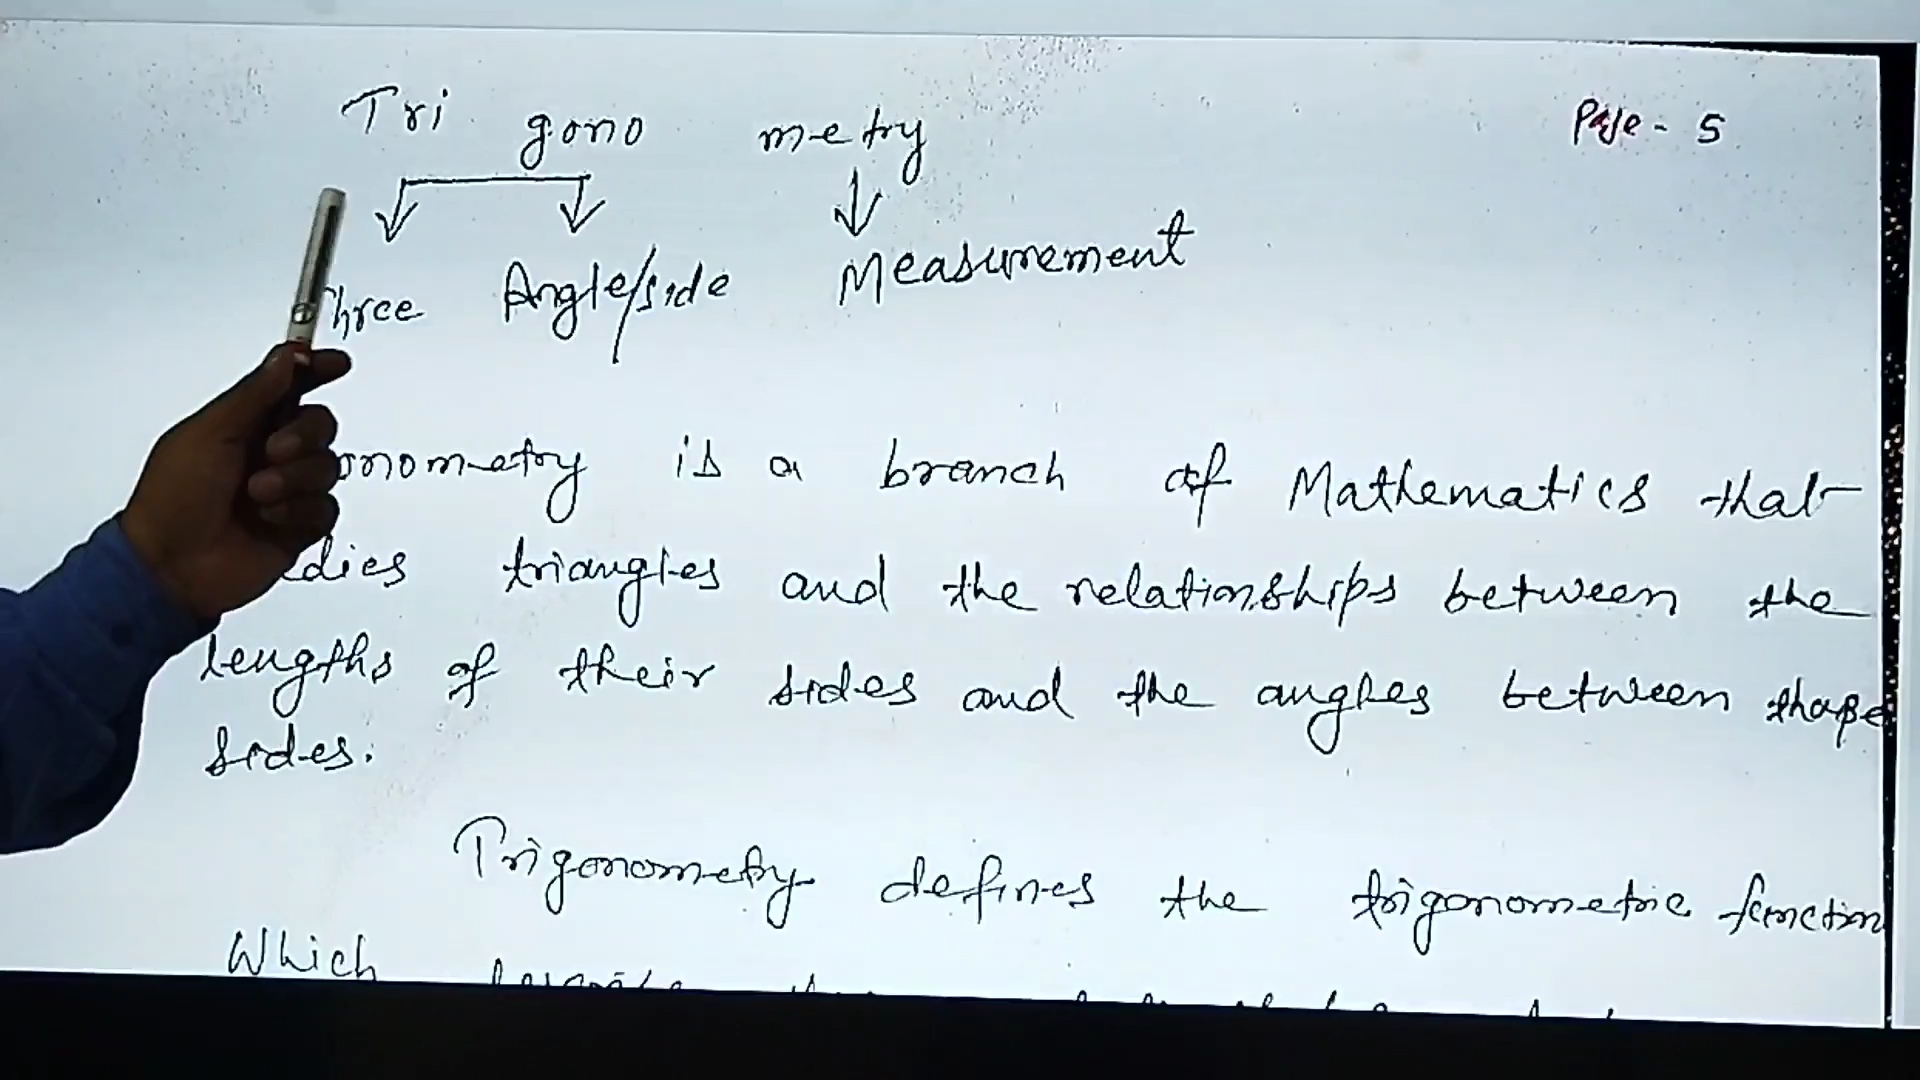 Tri gono metry Page - 5
hree Angle/side Measurement
onometry is a branch of Mathematics that
dies triangles and the relationships between the
lengths of their sides and the angles between those
sides.
Trigonometry defines the trigonometric function
Which